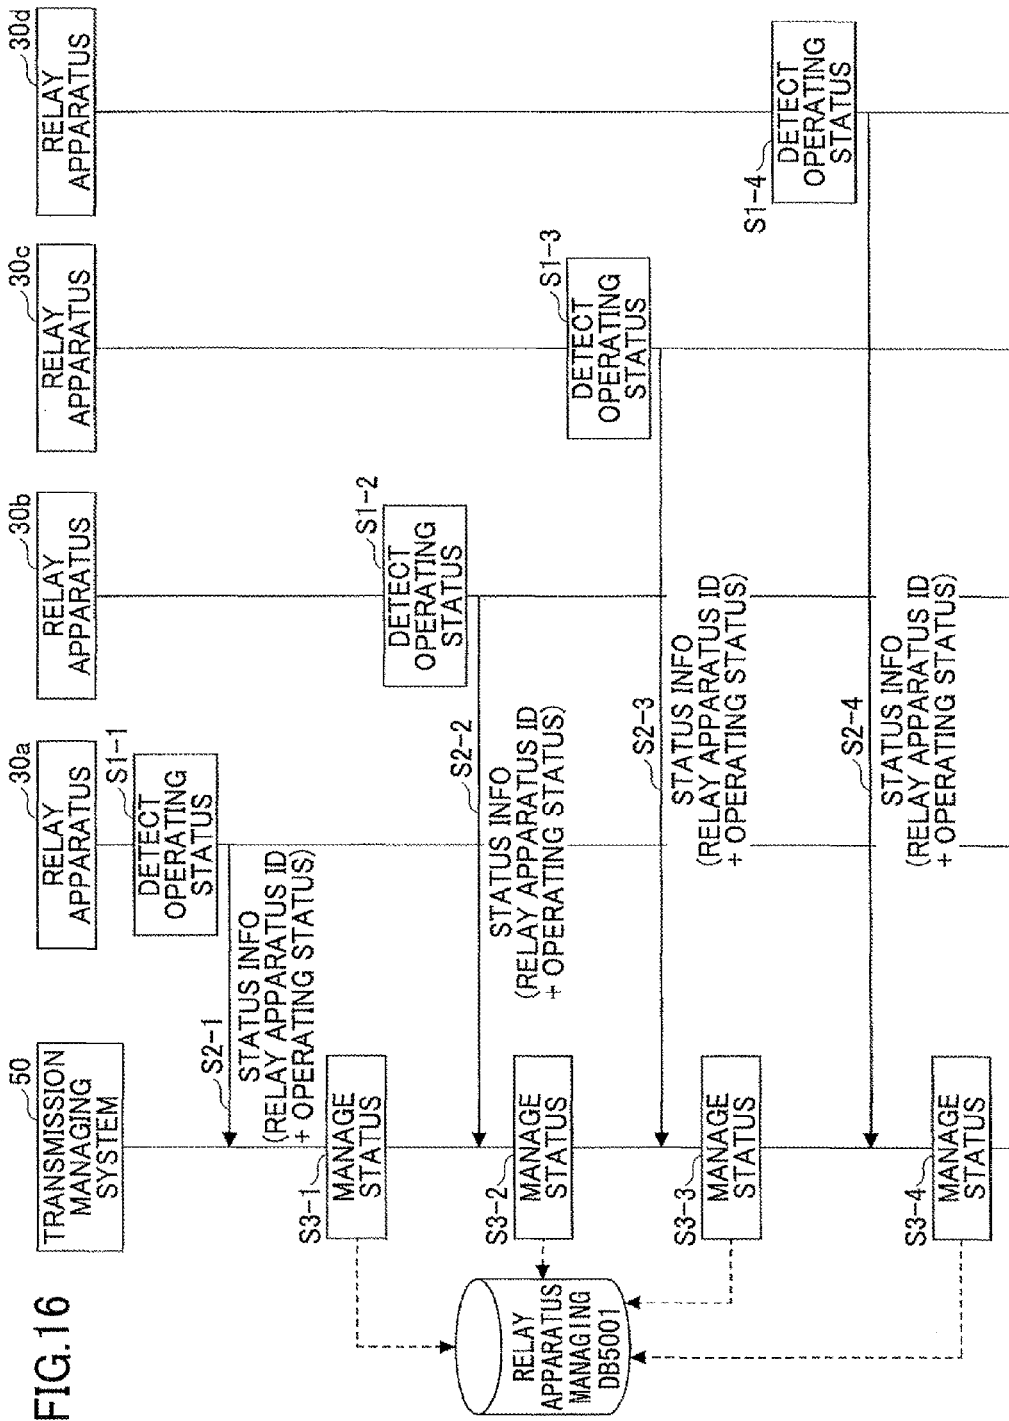 FIG.16
50
TRANSMISSION
MANAGING
SYSTEM
30a
RELAY
APPARATUS
30b
RELAY
APPARATUS
30c
RELAY
APPARATUS
30d
RELAY
APPARATUS
S1-1
DETECT
OPERATING
STATUS
S2-1
STATUS INFO
(RELAY APPARATUS ID
+ OPERATING STATUS)
S3-1
MANAGE
STATUS
S1-2
DETECT
OPERATING
STATUS
S2-2
STATUS INFO
(RELAY APPARATUS ID
+ OPERATING STATUS)
S3-2
MANAGE
STATUS
RELAY
APPARATUS
MANAGING
DB5001
S1-3
DETECT
OPERATING
STATUS
S2-3
STATUS INFO
(RELAY APPARATUS ID
+ OPERATING STATUS)
S3-3
MANAGE
STATUS
S1-4
DETECT
OPERATING
STATUS
S2-4
STATUS INFO
(RELAY APPARATUS ID
+ OPERATING STATUS)
S3-4
MANAGE
STATUS